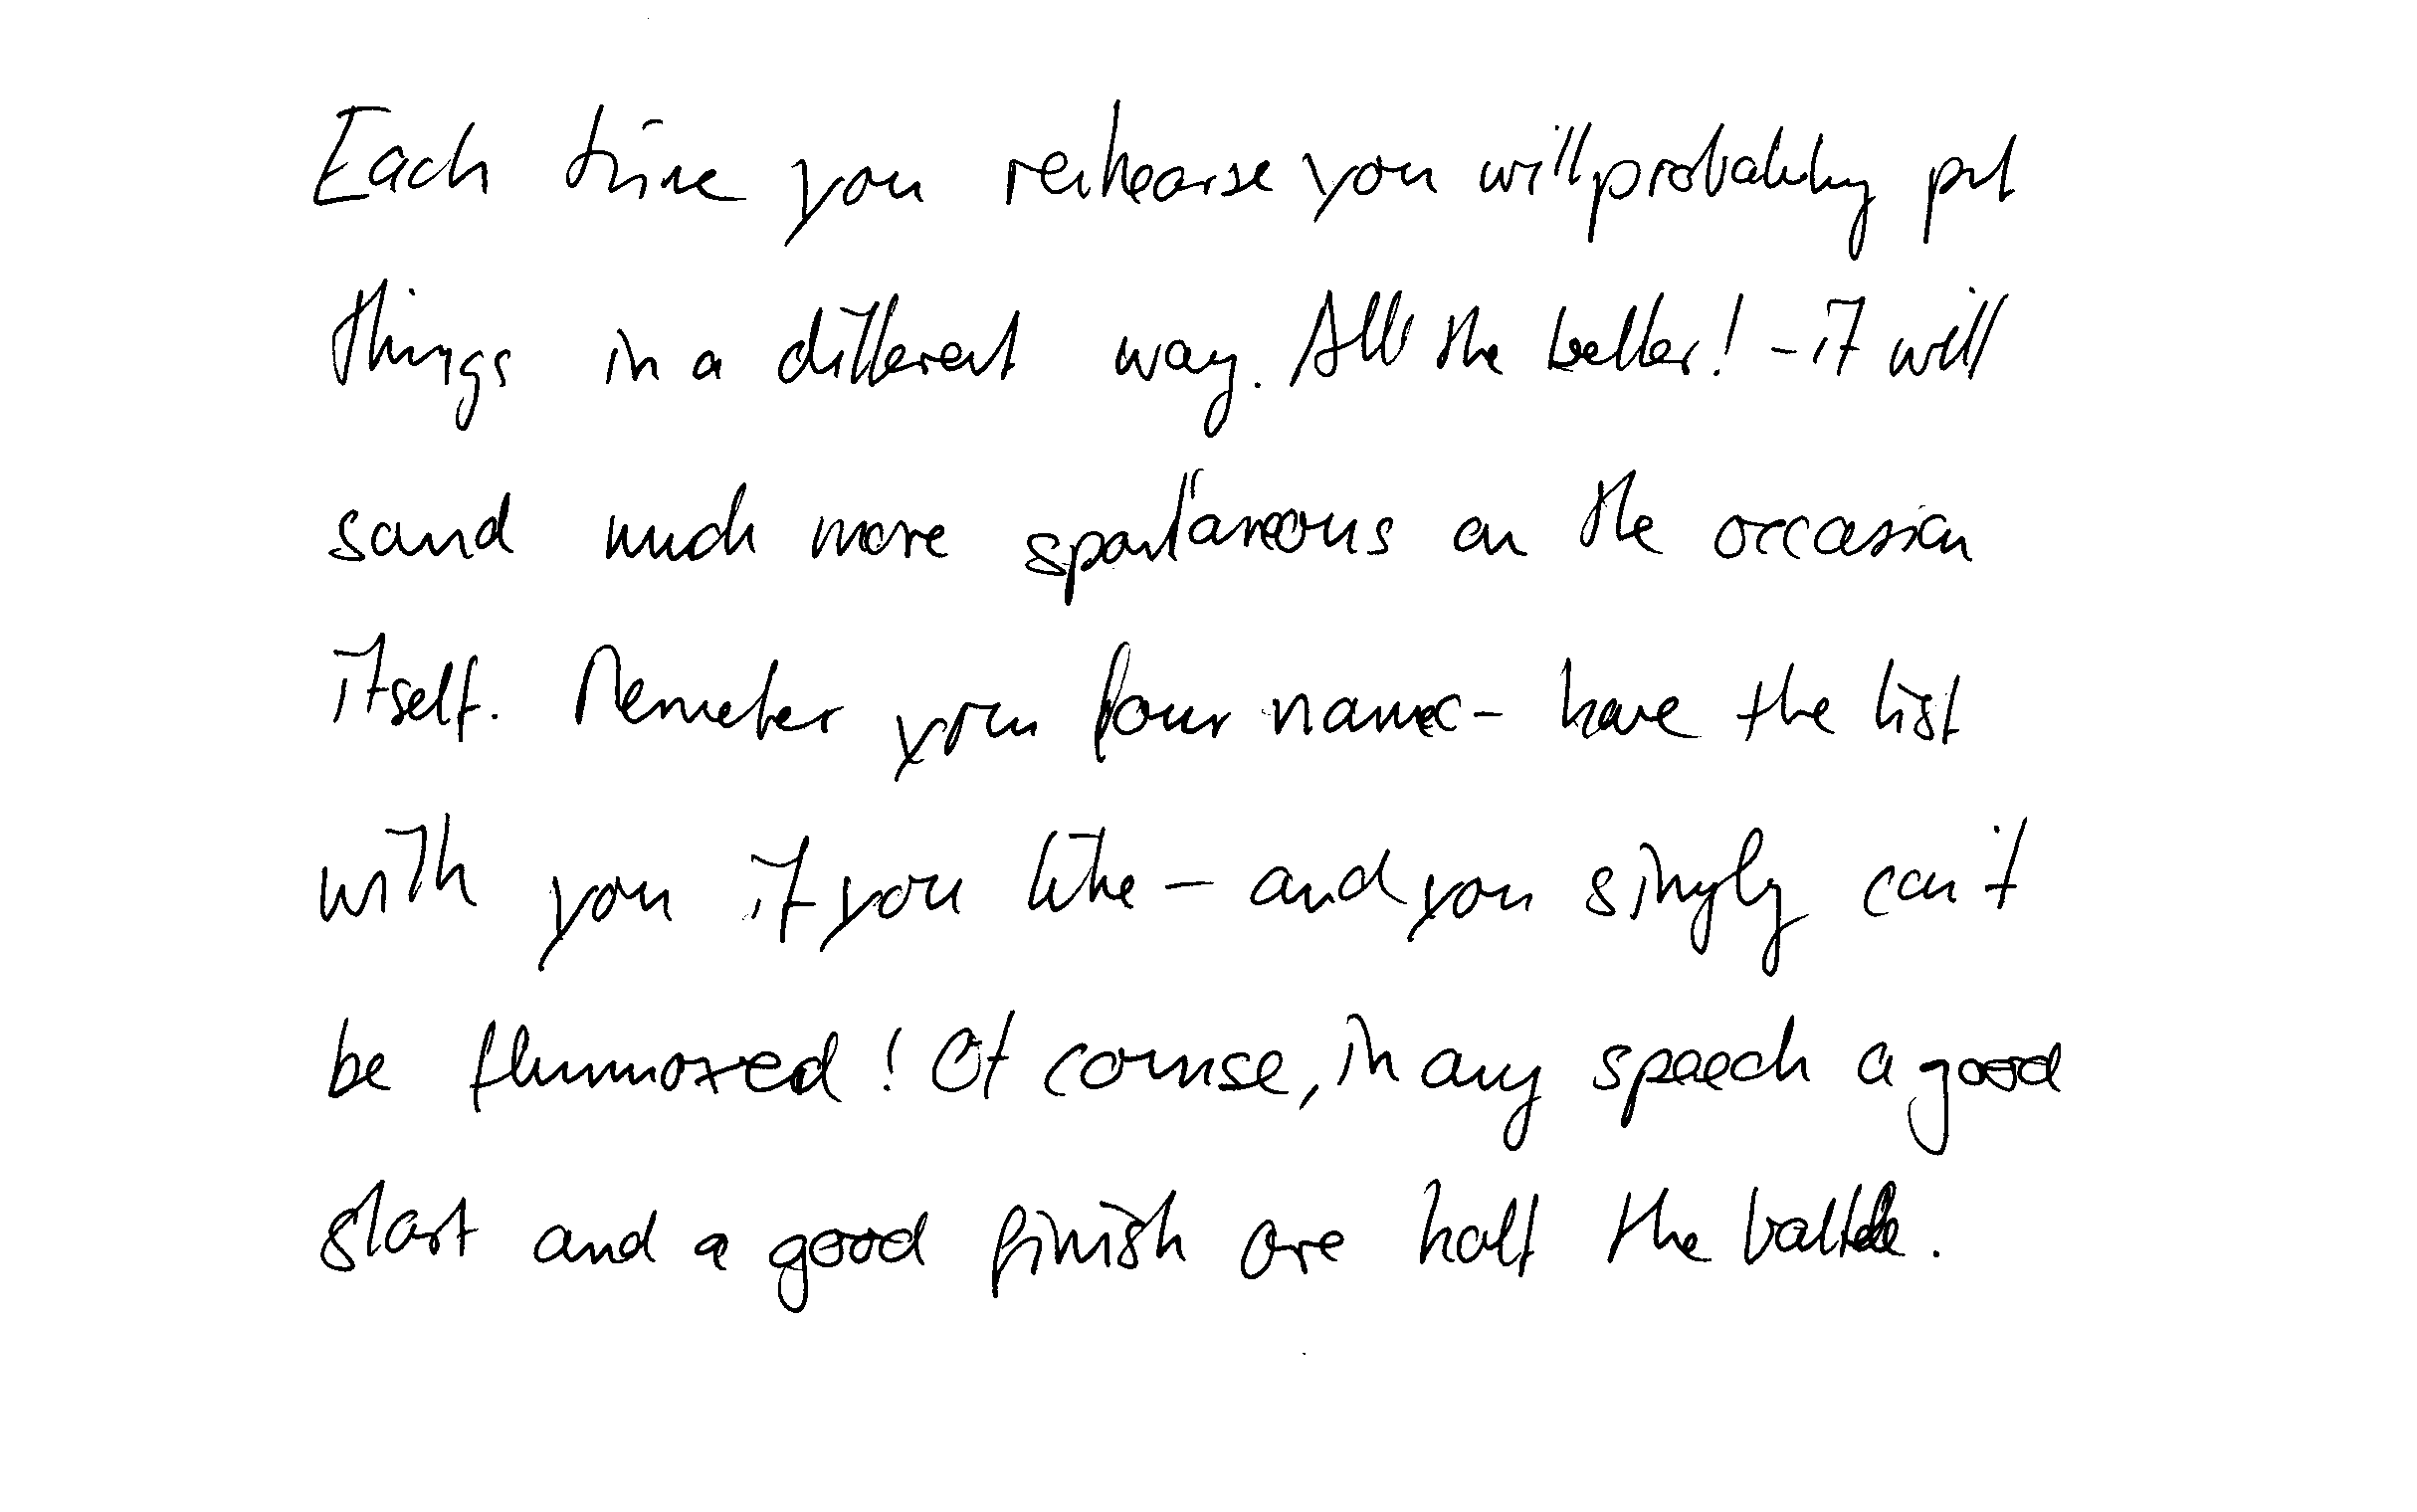 Each time you rehearse you will probably put
things in a different way. All the better! - it will
sound much more spontaneous on the occasion
itself. Remember your four names - have the list
with you if you like - and you simply can't
be flummoxed! Of course, in any speech a good
start and a good finish are half the battle.